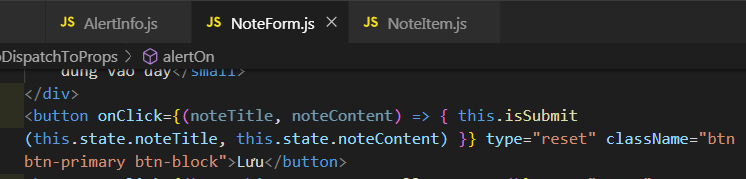 JS AlertInfo.js JS NoteForm.js × JS NoteItem.js
oDispatchToProps > alertOn
dung vào đây</small>
</div>
<button onClick={(noteTitle, noteContent) => { this.isSubmit
(this.state.noteTitle, this.state.noteContent) }} type="reset" className="btn
btn-primary btn-block">Lưu</button>